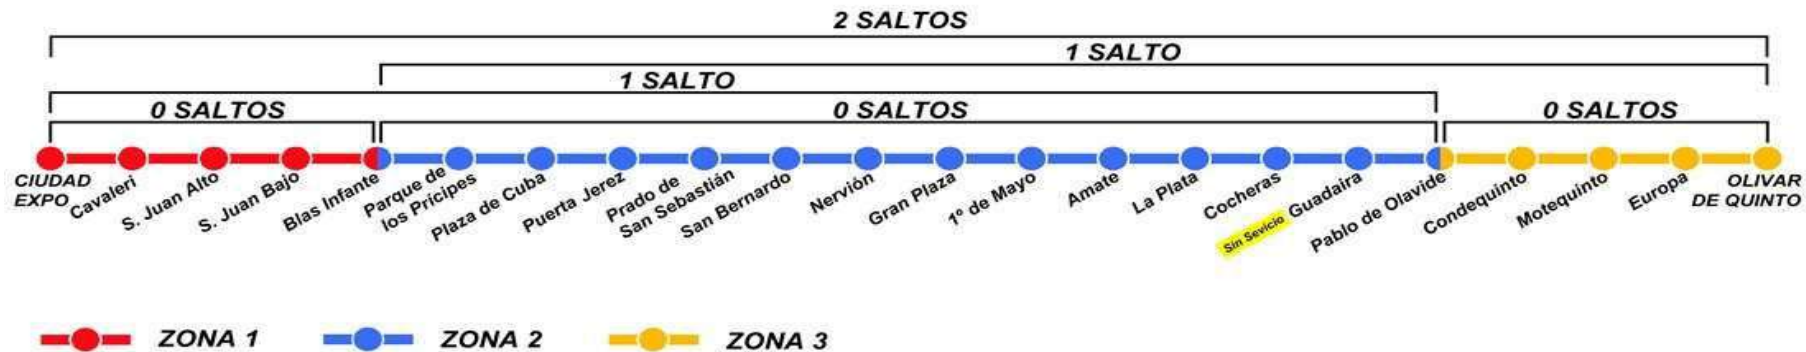 2 SALTOS
1 SALTO
1 SALTO
0 SALTOS
0 SALTOS
0 SALTOS
CIUDAD
EXPO
Cavaleri
S. Juan Alto
S. Juan Bajo
Blas Infante
Parque de
los Prícipes
Plaza de Cuba
Puerta Jerez
Prado de
San Sebastián
San Bernardo
Nervión
Gran Plaza
1º de Mayo
Amate
La Plata
Cocheras
Sin Sevicio Guadaira
Pablo de Olavide
Condequinto
Motequinto
Europa
OLIVAR
DE QUINTO
ZONA 1
ZONA 2
ZONA 3